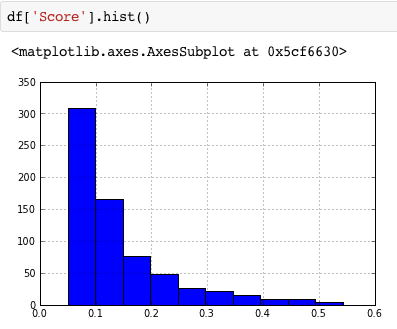 df['Score'].hist()
<matplotlib.axes.AxesSubplot at 0x5cf6630>
350
300
250
200
150
100
50
0
0.0 0.1 0.2 0.3 0.4 0.5 0.6